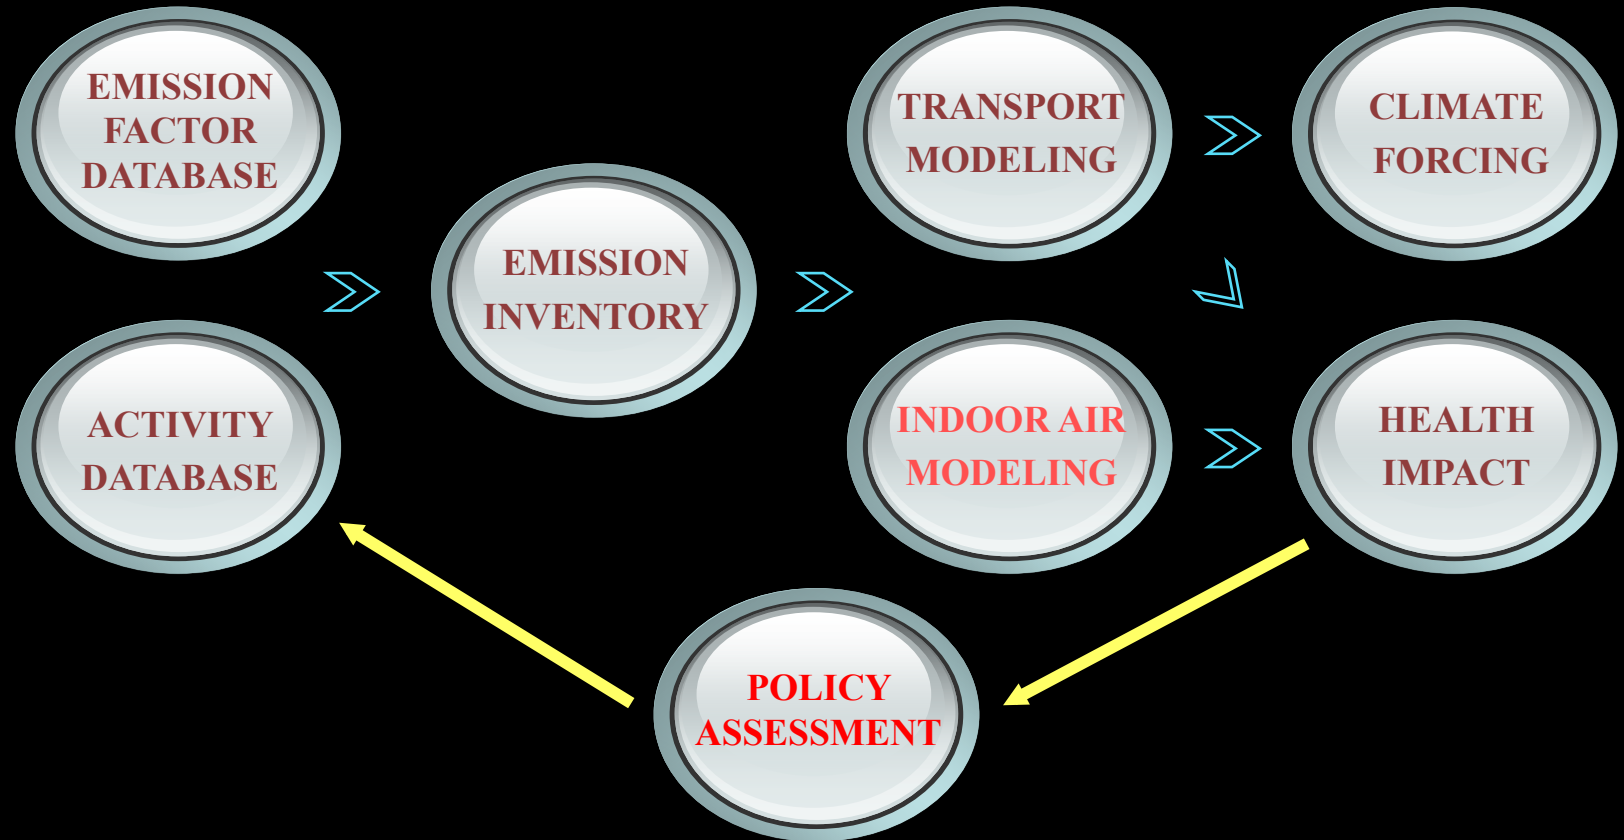 EMISSION
FACTOR
DATABASE
TRANSPORT
MODELING
CLIMATE
FORCING
EMISSION
INVENTORY
ACTIVITY
DATABASE
INDOOR AIR
MODELING
HEALTH
IMPACT
POLICY
ASSESSMENT